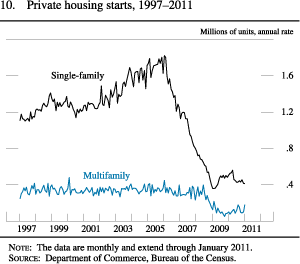 10. Private housing starts, 1997–2011
Millions of units, annual rate
Single-family
1.6
1.2
.8
Multifamily
.4
1997 1999 2001 2003 2005 2007 2009 2011
NOTE: The data are monthly and extend through January 2011.
SOURCE: Department of Commerce, Bureau of the Census.